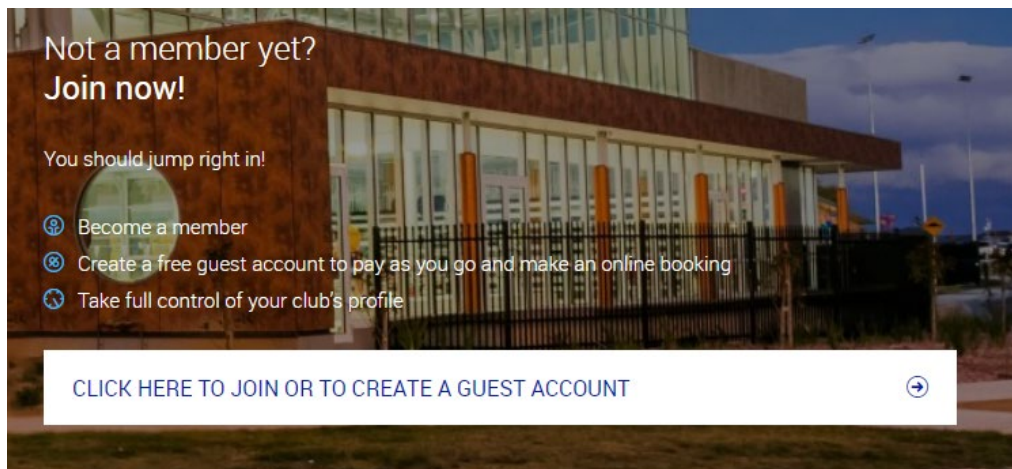 Not a member yet?
Join now!
You should jump right in!
Become a member
Create a free guest account to pay as you go and make an online booking
Take full control of your club's profile
CLICK HERE TO JOIN OR TO CREATE A GUEST ACCOUNT